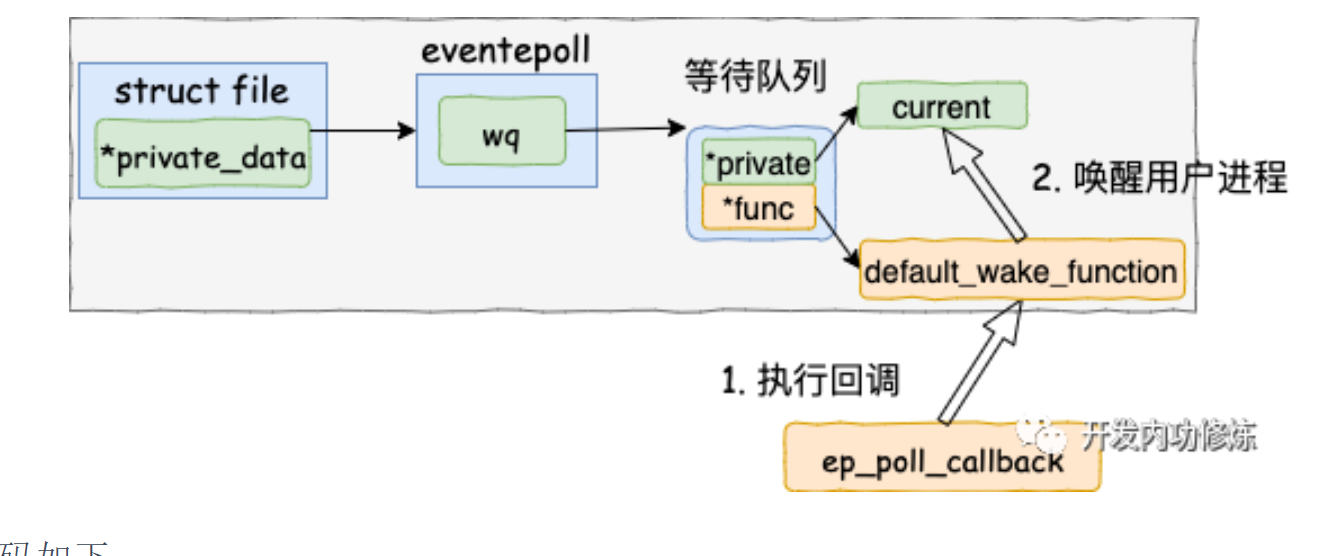 eventepoll
struct file
*private_data
wq
等待队列
*private
*func
current
2. 唤醒用户进程
default_wake_function
1. 执行回调
开发内功修炼
ep_poll_callback
码如下